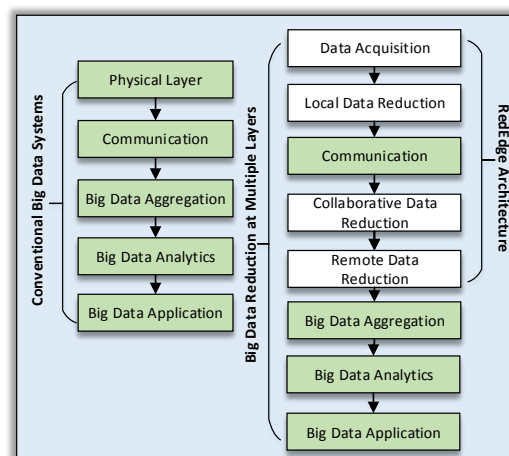 Conventional Big Data Systems
Physical Layer
Communication
Big Data Aggregation
Big Data Analytics
Big Data Application
Big Data Reduction at Multiple Layers
Data Acquisition
Local Data Reduction
Communication
Collaborative Data
Reduction
Remote Data
Reduction
Big Data Aggregation
Big Data Analytics
Big Data Application
RedEdge
Architecture